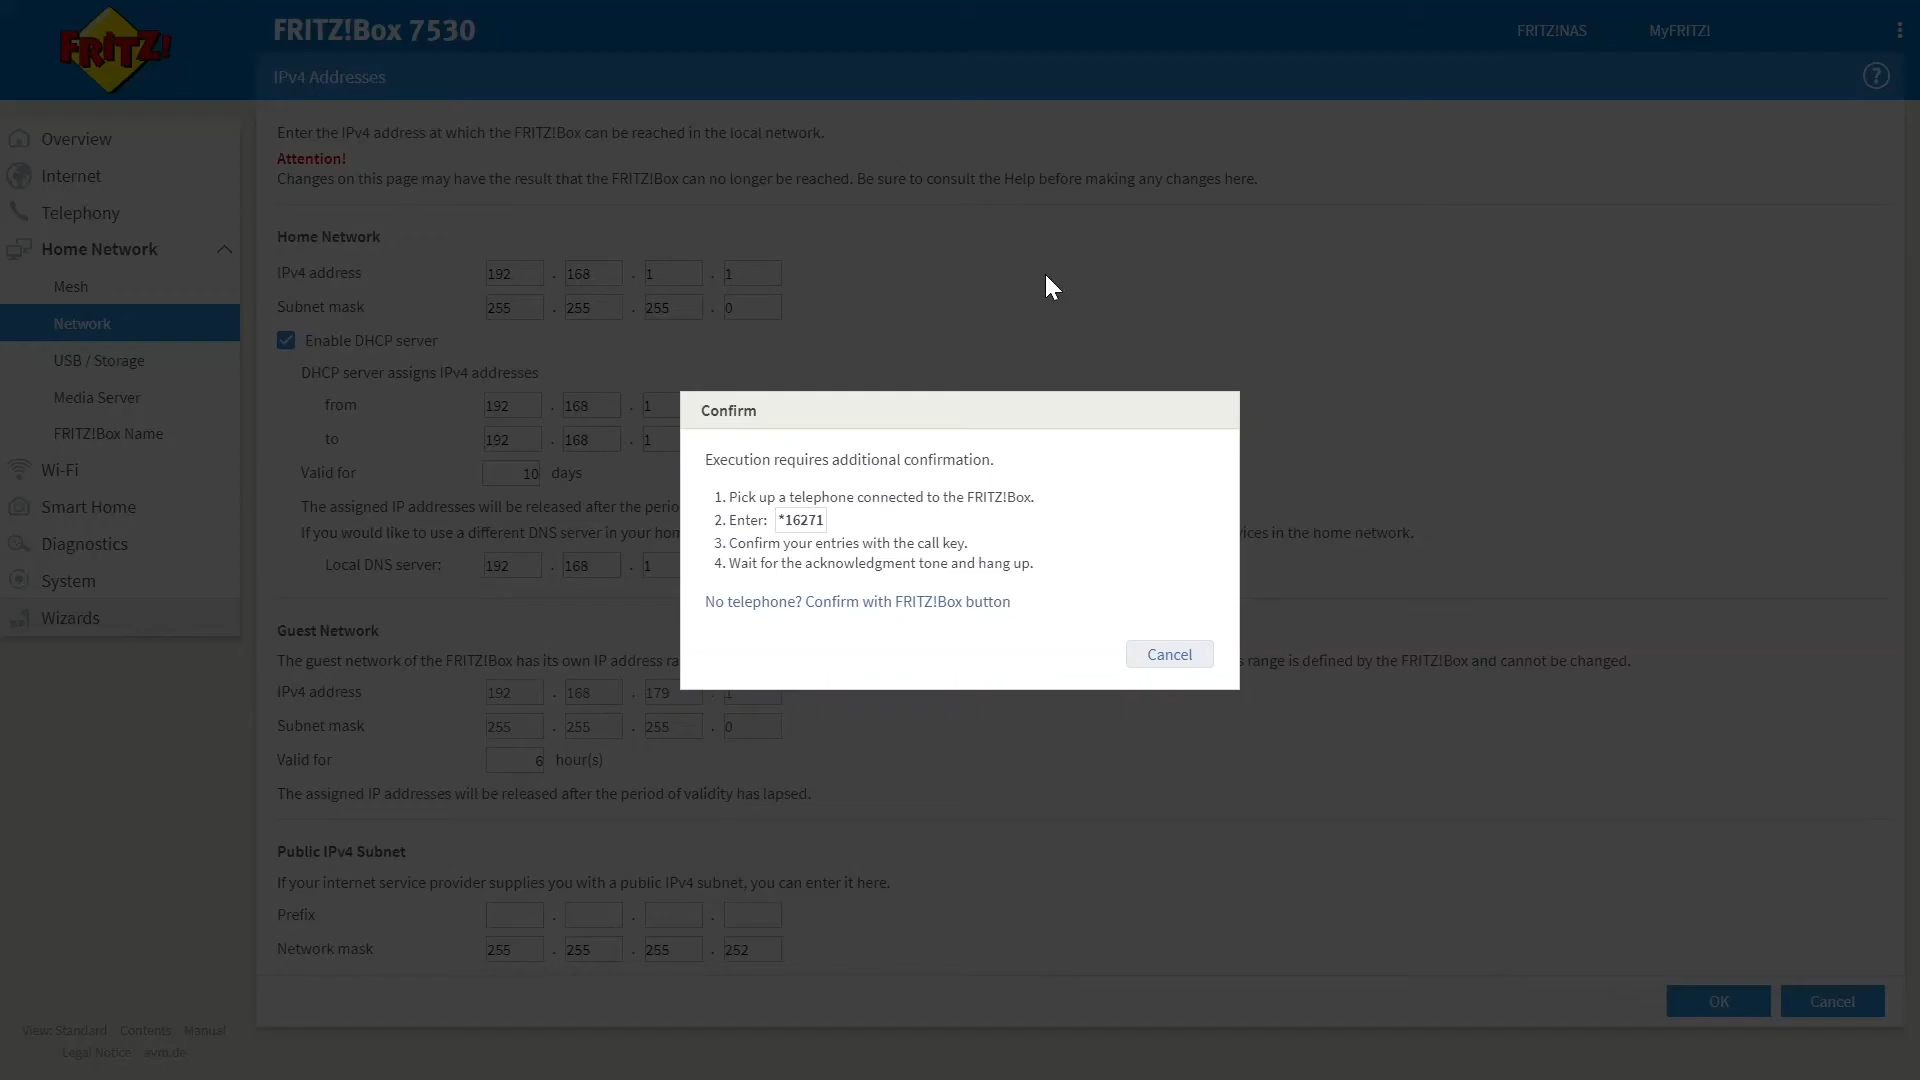 FRITZ!
FRITZ!Box 7530
FRITZ!NAS
MyFRITZ!
IPv4 Addresses
?
Overview
Internet
Telephony
Home Network
Mesh
Network
USB / Storage
Media Server
FRITZ!Box Name
Wi-Fi
Smart Home
Diagnostics
System
Wizards
View: Standard Contents Manual
Legal Notice avm.de
Enter the IPv4 address at which the FRITZ!Box can be reached in the local network.
Attention!
Changes on this page may have the result that the FRITZ!Box can no longer be reached. Be sure to consult the Help before making any changes here.
Home Network
IPv4 address 192 . 168 . 1 . 1
Subnet mask 255 . 255 . 255 . 0
Enable DHCP server
DHCP server assigns IPv4 addresses
from 192 . 168 . 1
to 192 . 168 . 1
Valid for 10 days
The assigned IP addresses will be released after the perio
If you would like to use a different DNS server in your hom
vices in the home network.
Local DNS server: 192 . 168 . 1
Confirm
Execution requires additional confirmation.
1. Pick up a telephone connected to the FRITZ!Box.
2. Enter: *16271
3. Confirm your entries with the call key.
4. Wait for the acknowledgment tone and hang up.
No telephone? Confirm with FRITZ!Box button
Cancel
Guest Network
The guest network of the FRITZ!Box has its own IP address ra
s range is defined by the FRITZ!Box and cannot be changed.
IPv4 address 192 . 168 . 179 . 1
Subnet mask 255 . 255 . 255 . 0
Valid for 6 hour(s)
The assigned IP addresses will be released after the period of validity has lapsed.
Public IPv4 Subnet
If your internet service provider supplies you with a public IPv4 subnet, you can enter it here.
Prefix . . .
Network mask 255 . 255 . 255 . 252
OK
Cancel